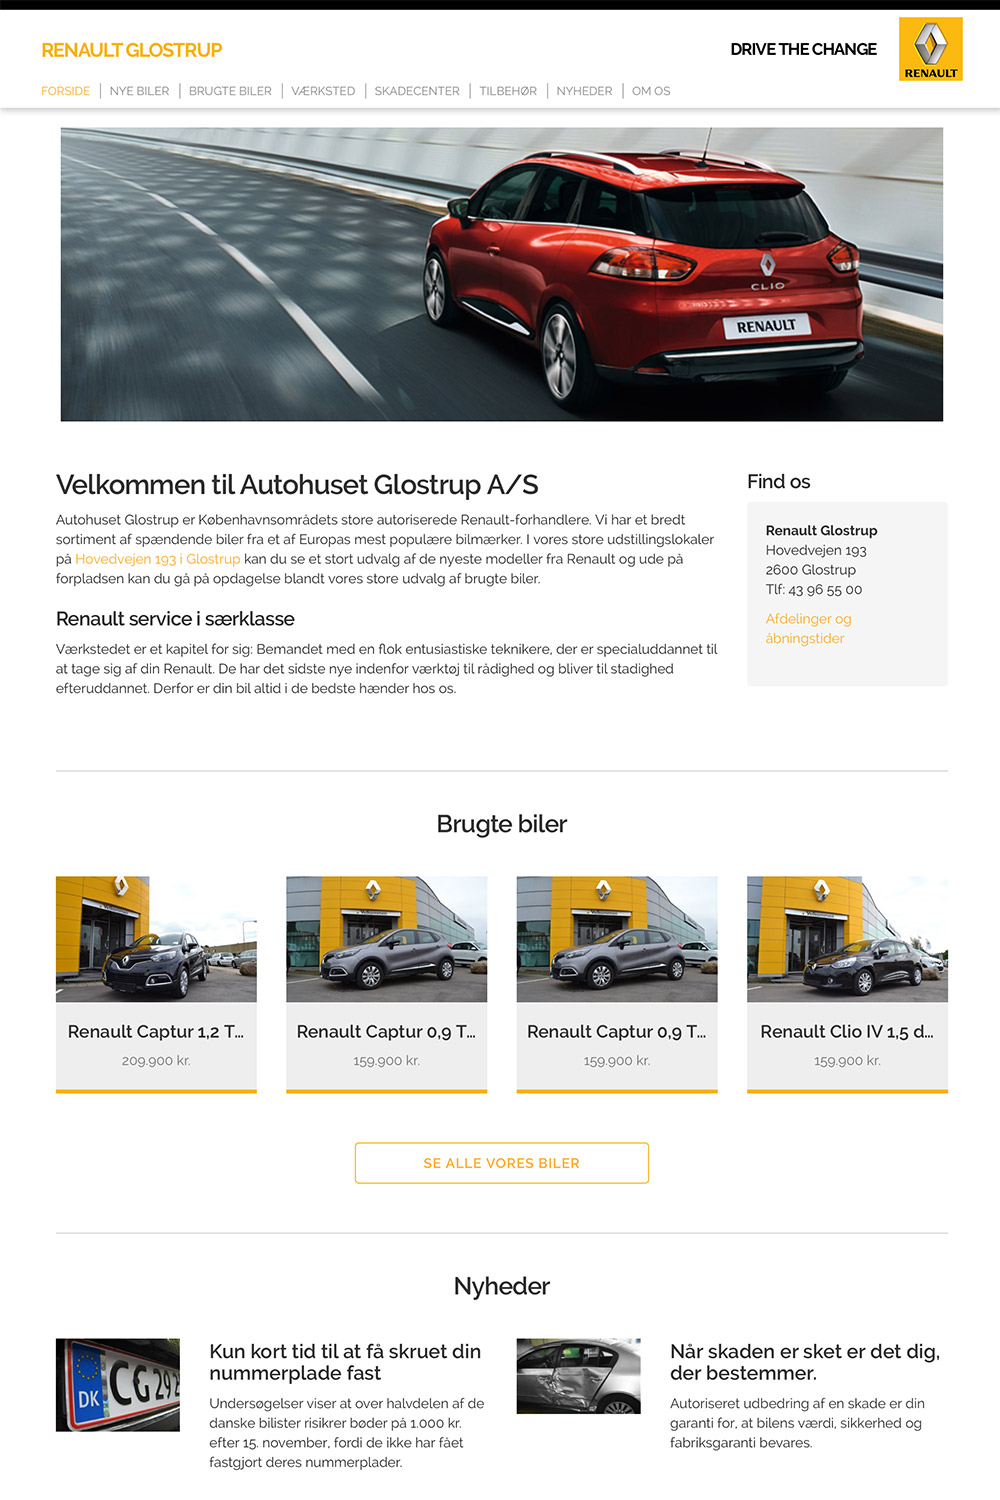 RENAULT GLOSTRUP
DRIVE THE CHANGE
RENAULT
FORSIDE | NYE BILER | BRUGTE BILER | VÆRKSTED | SKADECENTER | TILBEHØR | NYHEDER | OM OS
CLIO
RENAULT
Velkommen til Autohuset Glostrup A/S
Autohuset Glostrup er Københavnsområdets store autoriserede Renault-forhandlere. Vi har et bredt
sortiment af spændende biler fra et af Europas mest populære bilmærker. I vores store udstillingslokaler
på Hovedvejen 193 i Glostrup kan du se et stort udvalg af de nyeste modeller fra Renault og ude på
forpladsen kan du gå på opdagelse blandt vores store udvalg af brugte biler.
Renault service i særklasse
Værkstedet er et kapitel for sig: Bemandet med en flok entusiastiske teknikere, der er specialuddannet til
at tage sig af din Renault. De har det sidste nye indenfor værktøj til rådighed og bliver til stadighed
efteruddannet. Derfor er din bil altid i de bedste hænder hos os.
Find os
Renault Glostrup
Hovedvejen 193
2600 Glostrup
Tlf: 43 96 55 00
Afdelinger og
åbningstider
Brugte biler
Renault Captur 1,2 T...
209.900 kr.
Renault Captur 0,9 T...
159.900 kr.
Renault Captur 0,9 T...
159.900 kr.
Renault Clio IV 1,5 d...
159.900 kr.
SE ALLE VORES BILER
Nyheder
DK CG 292
Kun kort tid til at få skruet din
nummerplade fast
Undersøgelser viser at over halvdelen af de
danske bilister risikrer bøder på 1.000 kr.
efter 15. november, fordi de ikke har fået
fastgjort deres nummerplader.
Når skaden er sket er det dig,
der bestemmer.
Autoriseret udbedring af en skade er din
garanti for, at bilens værdi, sikkerhed og
fabriksgaranti bevares.